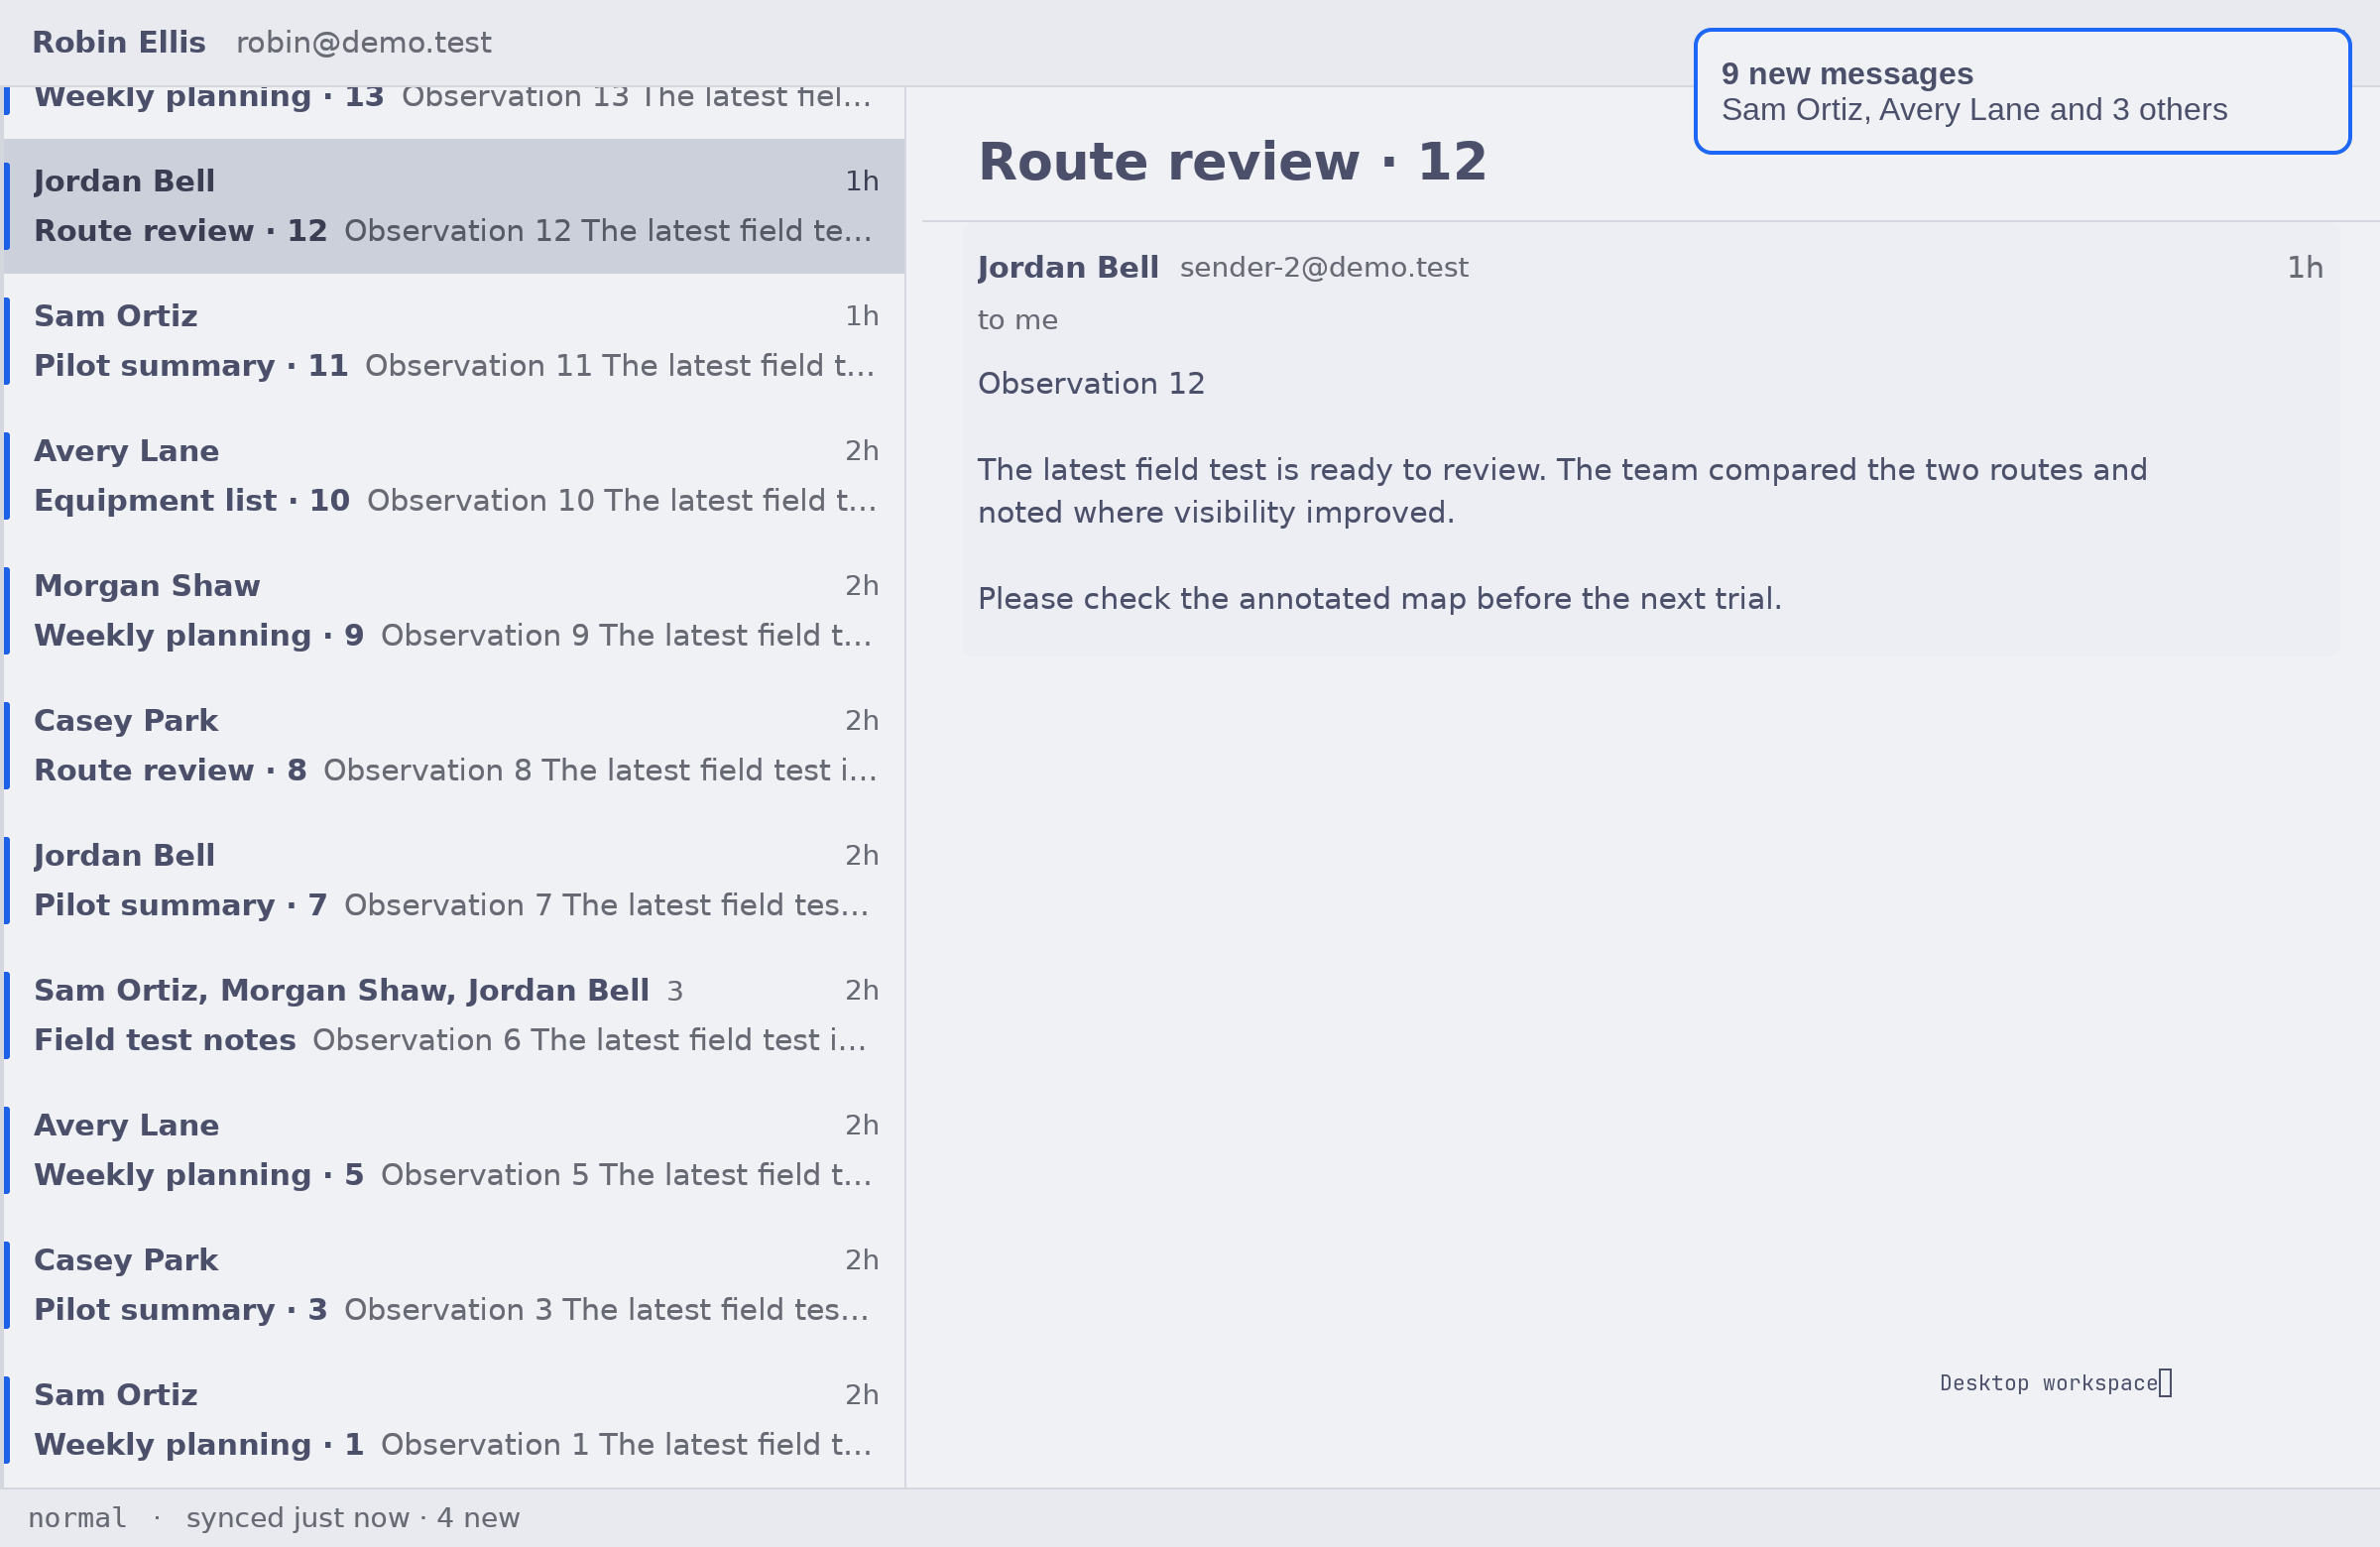 Robin Ellis robin@demo.test
9 new messages
Sam Ortiz, Avery Lane and 3 others
Weekly planning · 13 Observation 13 The latest fiel…
Jordan Bell 1h
Route review · 12 Observation 12 The latest field te…
Sam Ortiz 1h
Pilot summary · 11 Observation 11 The latest field t…
Avery Lane 2h
Equipment list · 10 Observation 10 The latest field t…
Morgan Shaw 2h
Weekly planning · 9 Observation 9 The latest field t…
Casey Park 2h
Route review · 8 Observation 8 The latest field test i…
Jordan Bell 2h
Pilot summary · 7 Observation 7 The latest field tes…
Sam Ortiz, Morgan Shaw, Jordan Bell 3 2h
Field test notes Observation 6 The latest field test i…
Avery Lane 2h
Weekly planning · 5 Observation 5 The latest field t…
Casey Park 2h
Pilot summary · 3 Observation 3 The latest field tes…
Sam Ortiz 2h
Weekly planning · 1 Observation 1 The latest field t…
Route review · 12
Jordan Bell sender-2@demo.test 1h
to me
Observation 12
The latest field test is ready to review. The team compared the two routes and
noted where visibility improved.
Please check the annotated map before the next trial.
Desktop workspace
normal · synced just now · 4 new